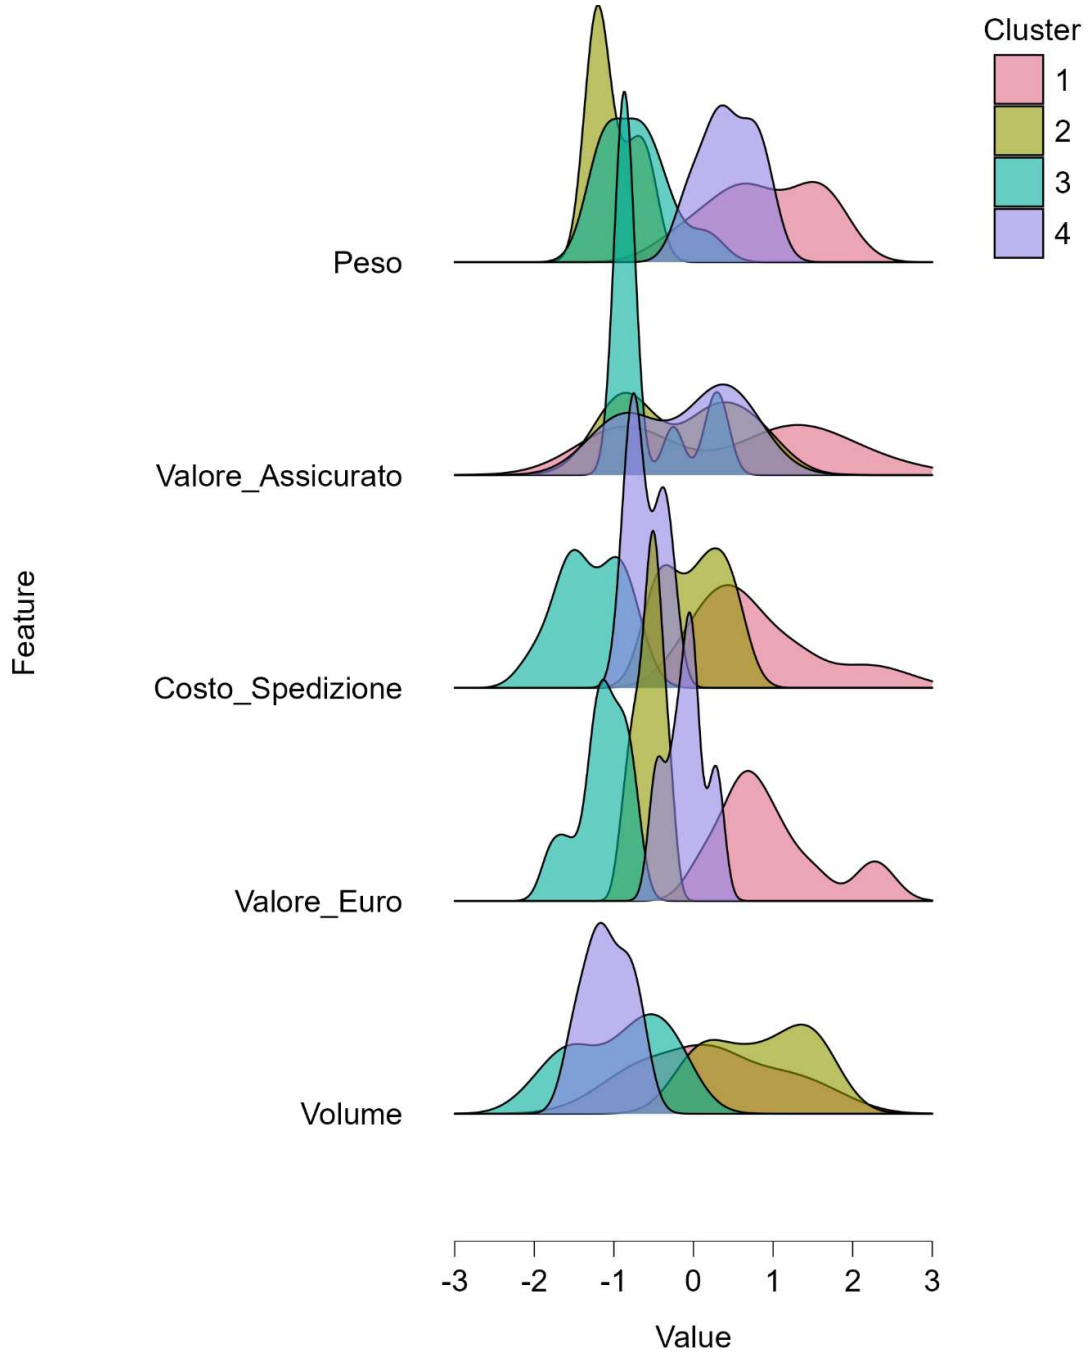 Cluster
1
2
3
4
Peso
Valore_Assicurato
Costo_Spedizione
Valore_Euro
Volume
Feature
-3 -2 -1 0 1 2 3
Value